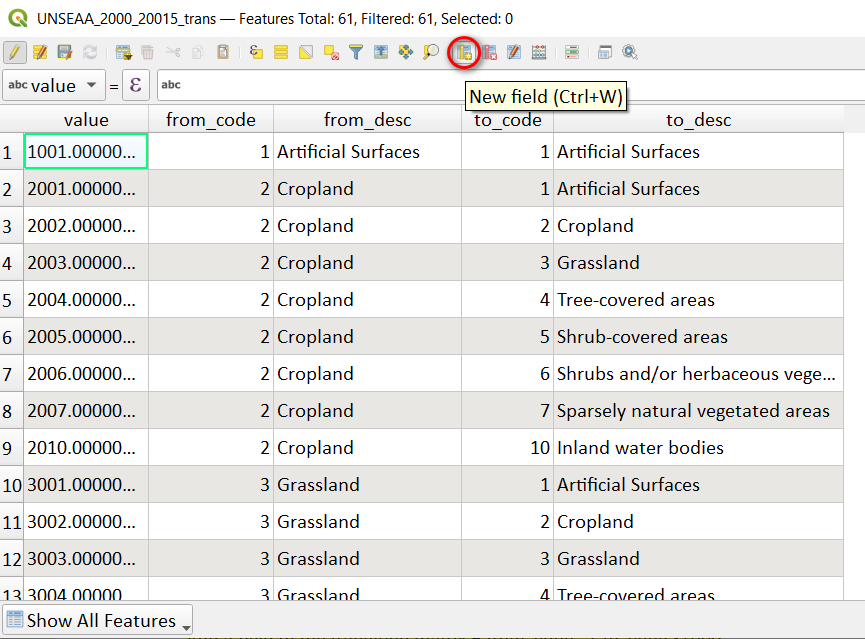 UNSEAA_2000_20015_trans — Features Total: 61, Filtered: 61, Selected: 0
abc value = ε abc
New field (Ctrl+W)
value from_code from_desc to_code to_desc
1 1001.00000... 1 Artificial Surfaces 1 Artificial Surfaces
2 2001.00000... 2 Cropland 1 Artificial Surfaces
3 2002.00000... 2 Cropland 2 Cropland
4 2003.00000... 2 Cropland 3 Grassland
5 2004.00000... 2 Cropland 4 Tree-covered areas
6 2005.00000... 2 Cropland 5 Shrub-covered areas
7 2006.00000... 2 Cropland 6 Shrubs and/or herbaceous vege...
8 2007.00000... 2 Cropland 7 Sparsely natural vegetated areas
9 2010.00000... 2 Cropland 10 Inland water bodies
10 3001.00000... 3 Grassland 1 Artificial Surfaces
11 3002.00000... 3 Grassland 2 Cropland
12 3003.00000... 3 Grassland 3 Grassland
13 3004.00000 3 Grassland 4 Tree-covered areas
Show All Features